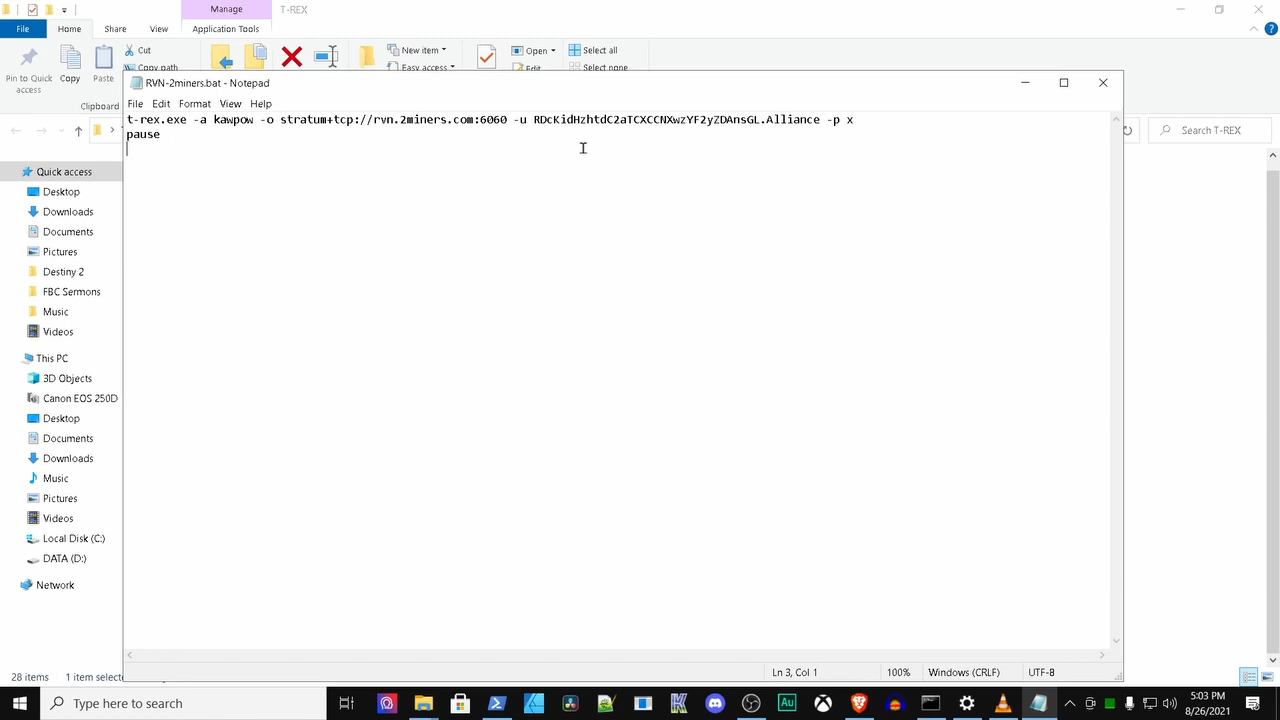 Manage
T-REX
File
Home
Share
View
Application Tools
Pin to Quick
access
Copy
Paste
Cut
Copy path
Clipboard
New item
Easy access
Open
Edit
Select all
Select none
RVN-2miners.bat - Notepad
File Edit Format View Help
t-rex.exe -a kawpow -o stratum+tcp://rvn.2miners.com:6060 -u RDcKidHzhtdC2aTCXCCNXwzYF2yZDAnsGL.Alliance -p x
pause
Search T-REX
Quick access
Desktop
Downloads
Documents
Pictures
Destiny 2
FBC Sermons
Music
Videos
This PC
3D Objects
Canon EOS 250D
Desktop
Documents
Downloads
Music
Pictures
Videos
Local Disk (C:)
DATA (D:)
Network
Ln 3, Col 1
100%
Windows (CRLF)
UTF-8
28 items
1 item selecte
Type here to search
5:03 PM
8/26/2021